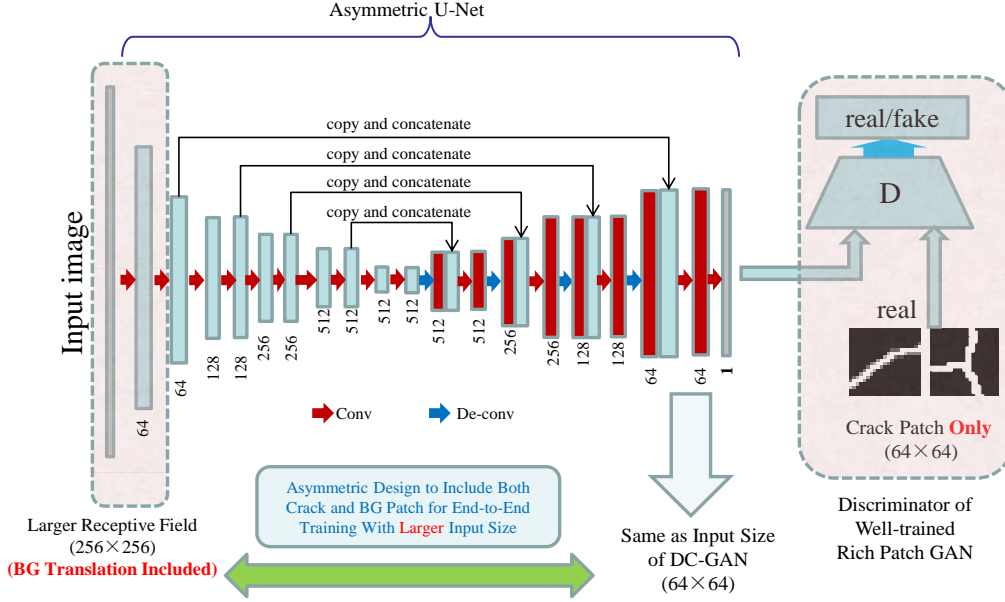 Asymmetric U-Net
copy and concatenate
copy and concatenate
copy and concatenate
copy and concatenate
real/fake
D
Input image
real
64
64
128
128
256
256
512
512
512
512
512
512
256
256
128
128
64
64
1
Conv
De-conv
Crack Patch Only
(64×64)
Asymmetric Design to Include Both
Crack and BG Patch for End-to-End
Training With Larger Input Size
Larger Receptive Field
(256×256)
(BG Translation Included)
Same as Input Size
of DC-GAN
(64×64)
Discriminator of
Well-trained
Rich Patch GAN